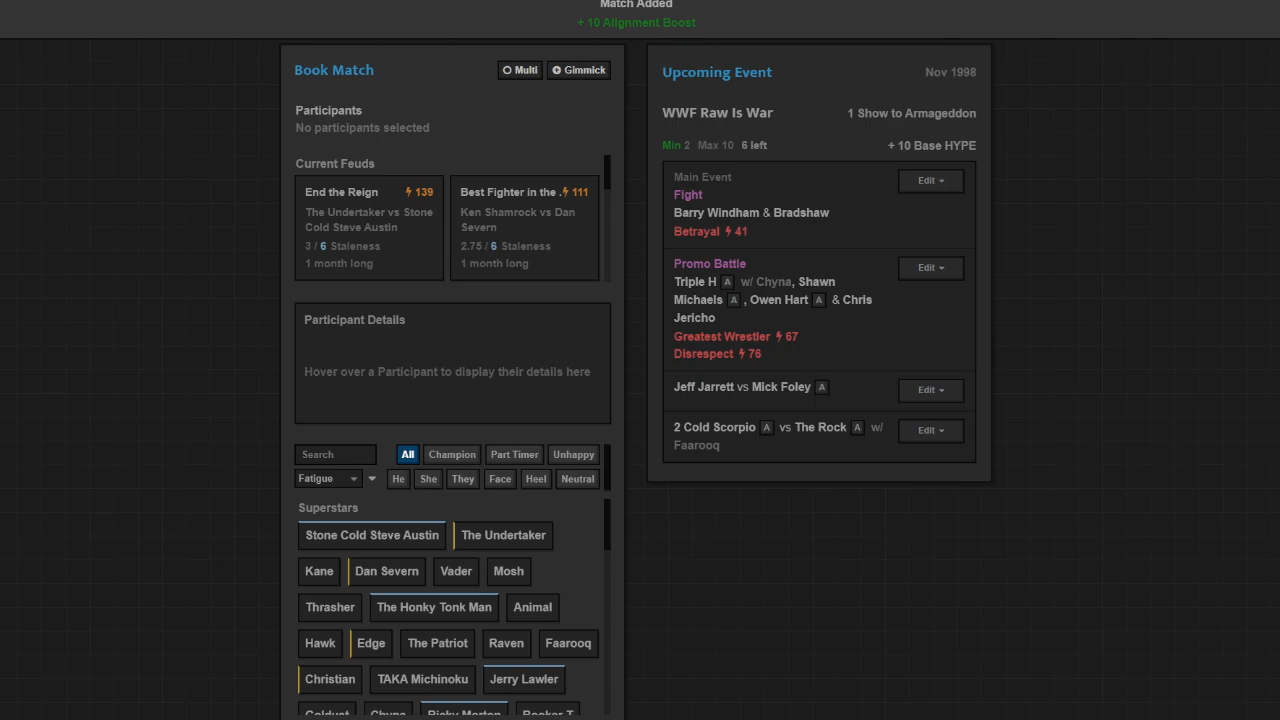 Match Added
+ 10 Alignment Boost
Book Match
Multi
Gimmick
Participants
No participants selected
Current Feuds
End the Reign 139
The Undertaker vs Stone
Cold Steve Austin
3 / 6 Staleness
1 month long
Best Fighter in the . 111
Ken Shamrock vs Dan
Severn
2.75 / 6 Staleness
1 month long
Participant Details
Hover over a Participant to display their details here
Search
All
Champion
Part Timer
Unhappy
Fatigue
He
She
They
Face
Heel
Neutral
Superstars
Stone Cold Steve Austin
The Undertaker
Kane
Dan Severn
Vader
Mosh
Thrasher
The Honky Tonk Man
Animal
Hawk
Edge
The Patriot
Raven
Faarooq
Christian
TAKA Michinoku
Jerry Lawler
Goldust
Chyna
Ricky Morton
Booker T
Upcoming Event
Nov 1998
WWF Raw Is War
1 Show to Armageddon
Min 2 Max 10 6 left
+ 10 Base HYPE
Main Event
Fight
Barry Windham & Bradshaw
Betrayal 41
Edit
Promo Battle
Triple H A w/ Chyna, Shawn
Michaels A , Owen Hart A & Chris
Jericho
Greatest Wrestler 67
Disrespect 76
Edit
Jeff Jarrett vs Mick Foley A
Edit
2 Cold Scorpio A vs The Rock A w/
Faarooq
Edit